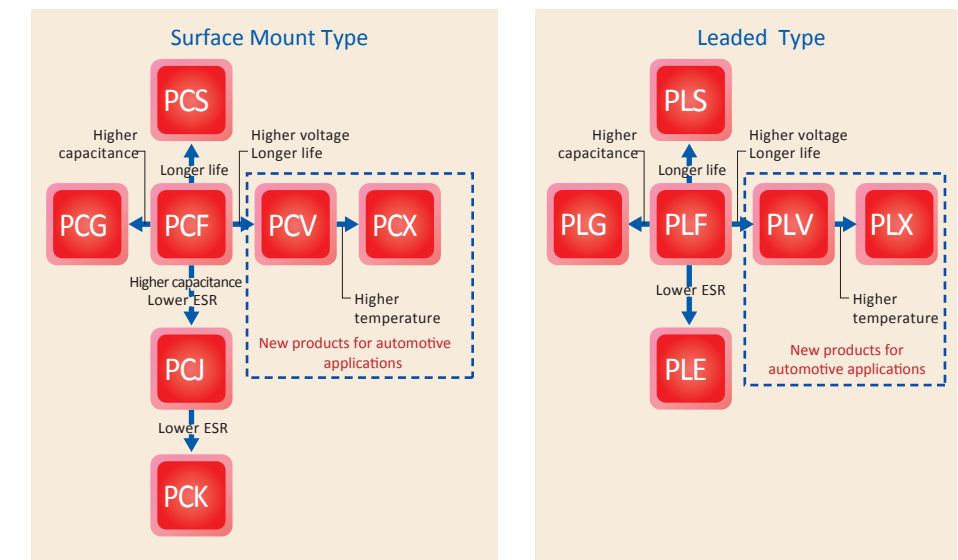 Surface Mount Type
PCS
Higher
capacitance
Higher voltage
Longer life
Longer life
PCG
PCF
PCV
PCX
Higher capacitance
Lower ESR
Higher
temperature
New products for automotive
applications
PCJ
Lower ESR
PCK
Leaded Type
PLS
Higher
capacitance
Higher voltage
Longer life
Longer life
PLG
PLF
PLV
PLX
Lower ESR
Higher
temperature
New products for
automotive applications
PLE